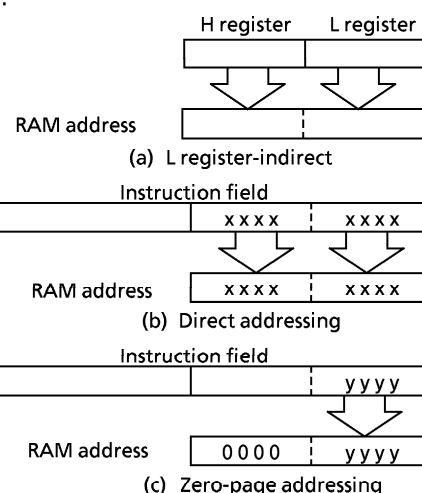 H register L register
RAM address
(a) L register-indirect
Instruction field
x x x x x x x x
RAM address x x x x x x x x
(b) Direct addressing
Instruction field
y y y y
RAM address 0 0 0 0 y y y y
(c) Zero-page addressing